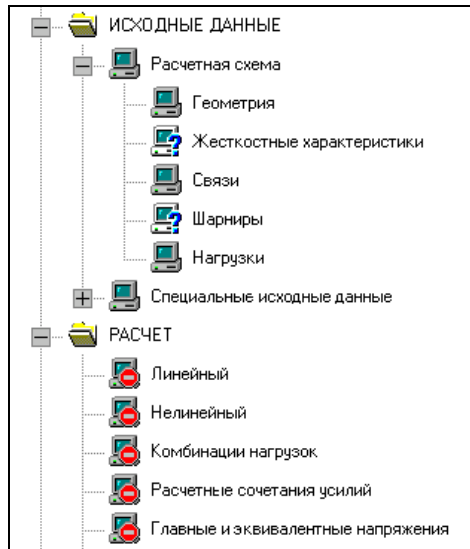 ИСХОДНЫЕ ДАННЫЕ
Расчетная схема
Геометрия
Жесткостные характеристики
Связи
Шарниры
Нагрузки
Специальные исходные данные
РАСЧЕТ
Линейный
Нелинейный
Комбинации нагрузок
Расчетные сочетания усилий
Главные и эквивалентные напряжения